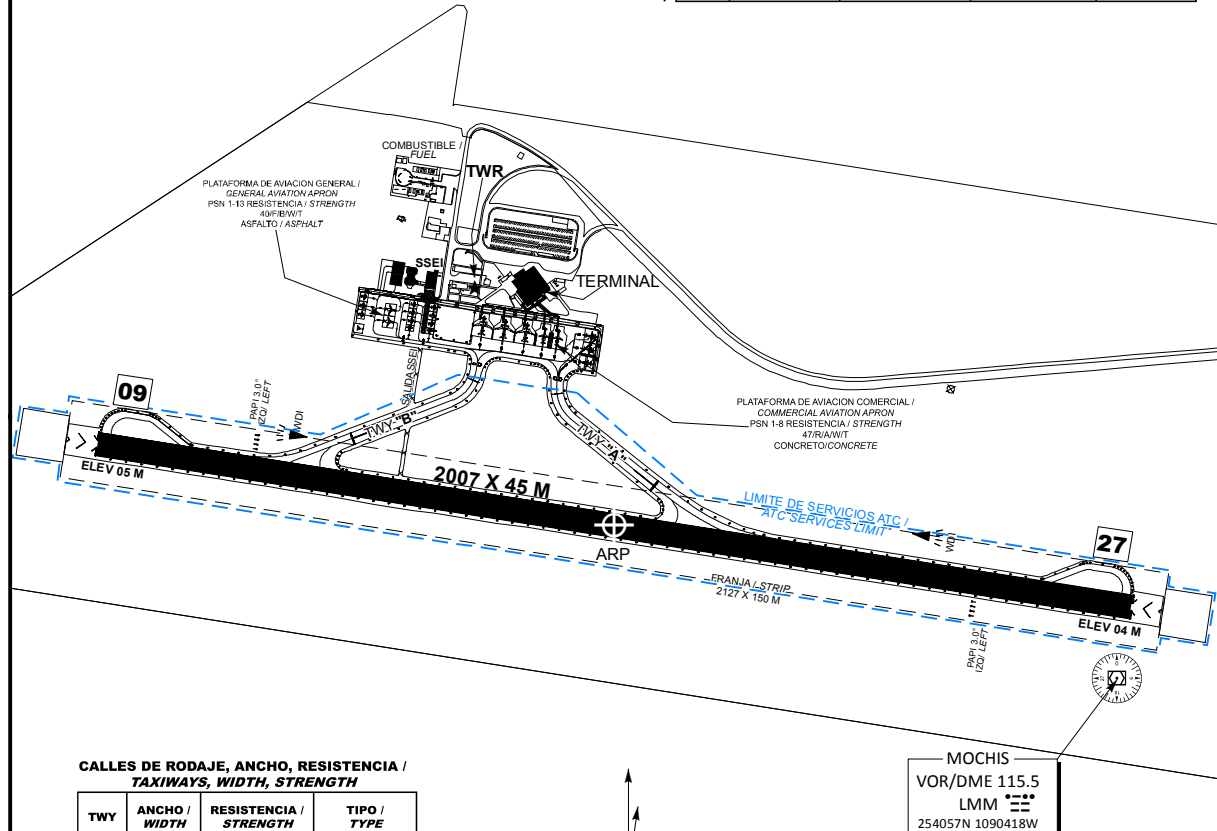 COMBUSTIBLE /
FUEL
TWR
PLATAFORMA DE AVIACION GENERAL /
GENERAL AVIATION APRON
PSN 1-13 RESISTENCIA / STRENGTH
40/F/B/W/T
ASFALTO / ASPHALT
SSEI
TERMINAL
SALIDA SSEI
09
PAPI 3.0°
IZQ/ LEFT
WDI
TWY "B"
TWY "A"
PLATAFORMA DE AVIACION COMERCIAL /
COMMERCIAL AVIATION APRON
PSN 1-8 RESISTENCIA / STRENGTH
47/R/A/W/T
CONCRETO/CONCRETE
ELEV 05 M
2007 X 45 M
LIMITE DE SERVICIOS ATC /
ATC SERVICES LIMIT
WDI
27
ARP
FRANJA / STRIP
2127 X 150 M
PAPI 3.0°
IZQ/ LEFT
ELEV 04 M
CALLES DE RODAJE, ANCHO, RESISTENCIA /
TAXIWAYS, WIDTH, STRENGTH
TWY
ANCHO /
WIDTH
RESISTENCIA /
STRENGTH
TIPO /
TYPE
MOCHIS
VOR/DME 115.5
LMM
254057N 1090418W